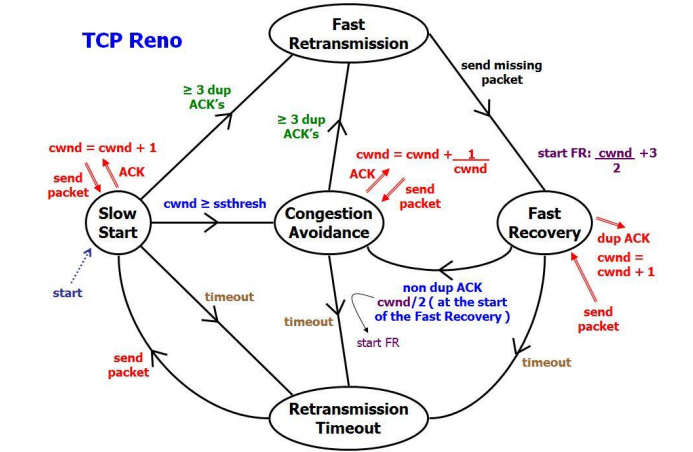 TCP Reno
Fast
Retransmission
send missing
packet
≥ 3 dup
ACK's
≥ 3 dup
ACK's
cwnd = cwnd + 1
ACK
send
packet
cwnd = cwnd + 1
cwnd
ACK
send
packet
start FR: cwnd +3
2
Slow
Start
cwnd ≥ ssthresh
Congestion
Avoidance
Fast
Recovery
dup ACK
cwnd =
cwnd + 1
send
packet
start
timeout
timeout
non dup ACK
cwnd/2 ( at the start
of the Fast Recovery )
start FR
send
packet
timeout
Retransmission
Timeout